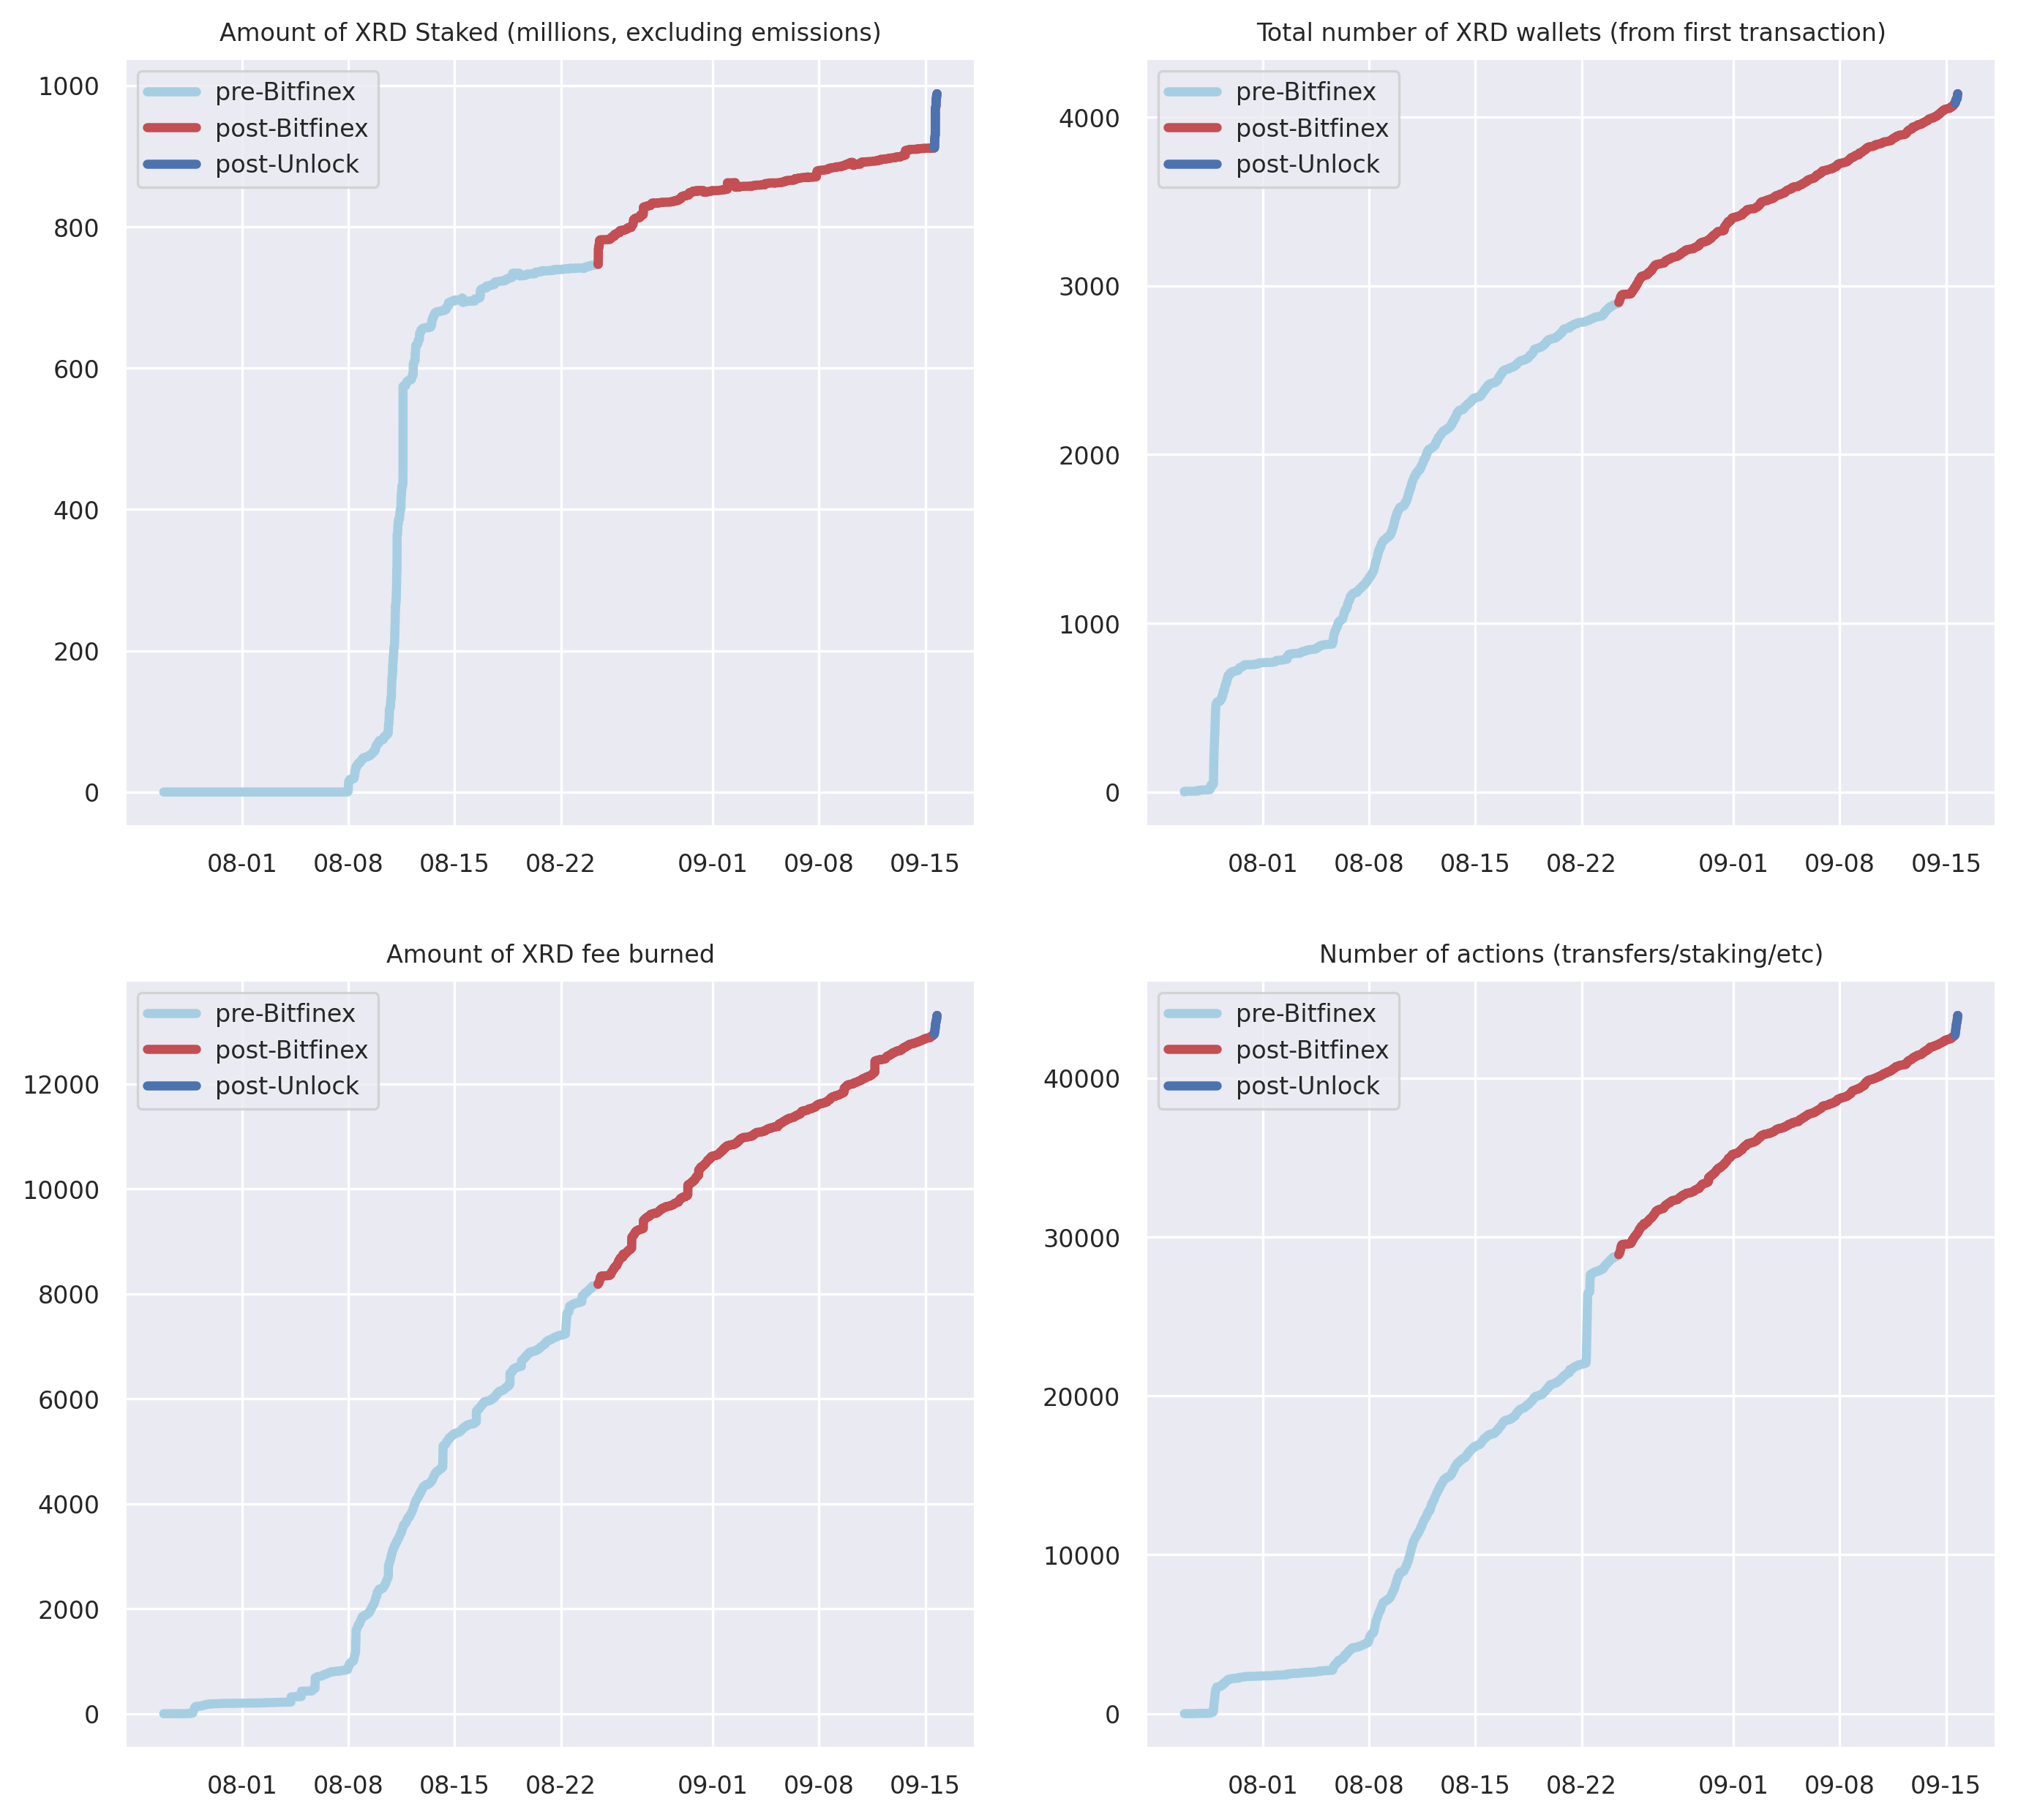 Amount of XRD Staked (millions, excluding emissions)
1000
800
600
400
200
0
pre-Bitfinex
post-Bitfinex
post-Unlock
08-01 08-08 08-15 08-22 09-01 09-08 09-15
Total number of XRD wallets (from first transaction)
4000
3000
2000
1000
0
pre-Bitfinex
post-Bitfinex
post-Unlock
08-01 08-08 08-15 08-22 09-01 09-08 09-15
Amount of XRD fee burned
12000
10000
8000
6000
4000
2000
0
pre-Bitfinex
post-Bitfinex
post-Unlock
08-01 08-08 08-15 08-22 09-01 09-08 09-15
Number of actions (transfers/staking/etc)
40000
30000
20000
10000
0
pre-Bitfinex
post-Bitfinex
post-Unlock
08-01 08-08 08-15 08-22 09-01 09-08 09-15